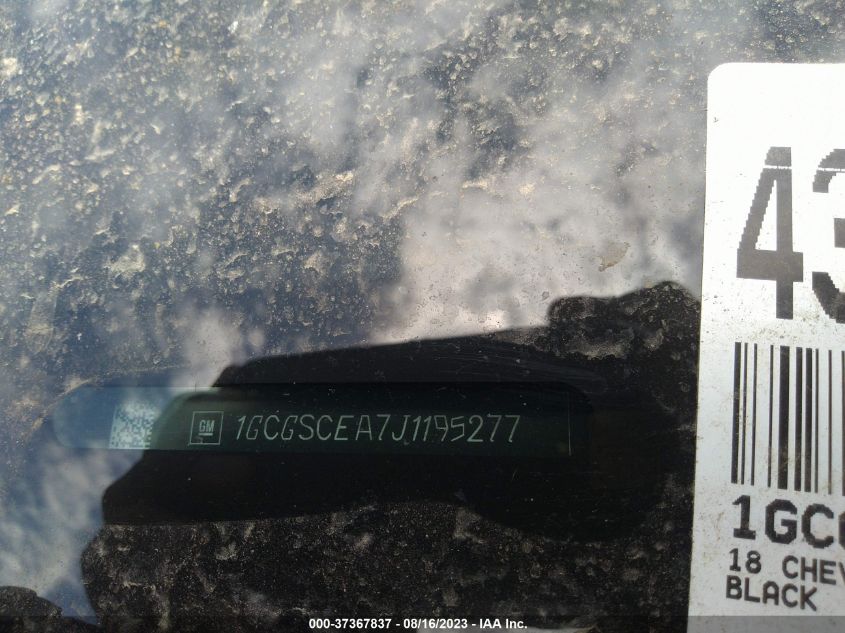 43
GM 1GCGSCEA7J1195277
1GC
18 CHEV
BLACK
000-37367837 - 08/16/2023 - IAA Inc.